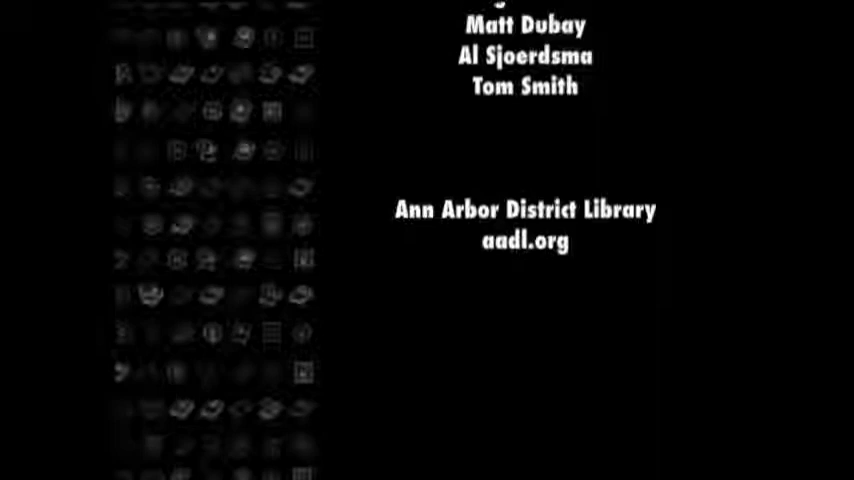 Matt Dubay
Al Sjoerdsma
Tom Smith
Ann Arbor District Library
aadl.org